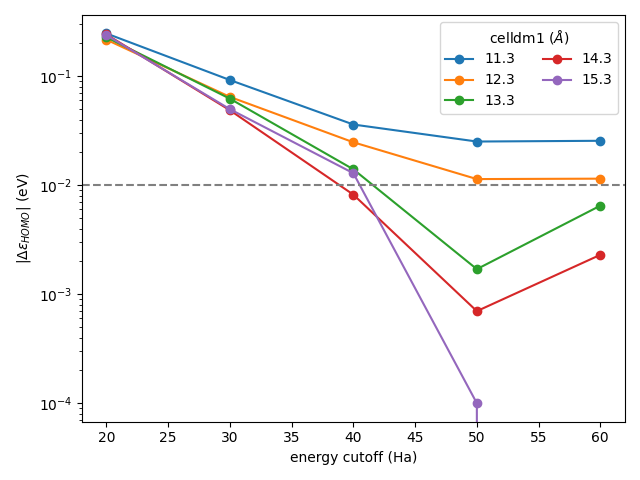 celldm1 (Å)
11.3
12.3
13.3
14.3
15.3
|Δε_HOMO| (eV)
10⁻¹
10⁻²
10⁻³
10⁻⁴
20 25 30 35 40 45 50 55 60
energy cutoff (Ha)